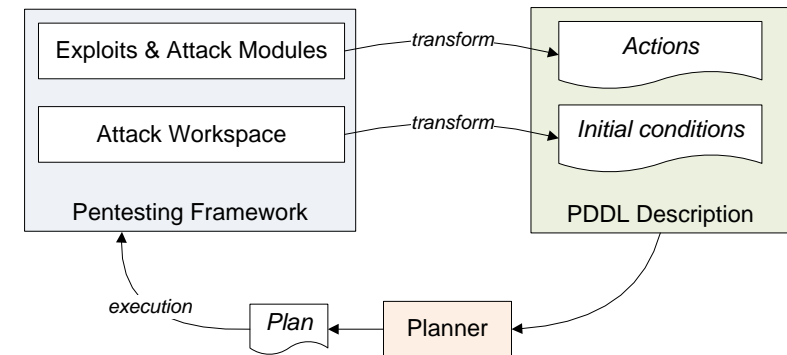 Exploits & Attack Modules
transform
Actions
Attack Workspace
transform
Initial conditions
Pentesting Framework
PDDL Description
execution
Plan
Planner